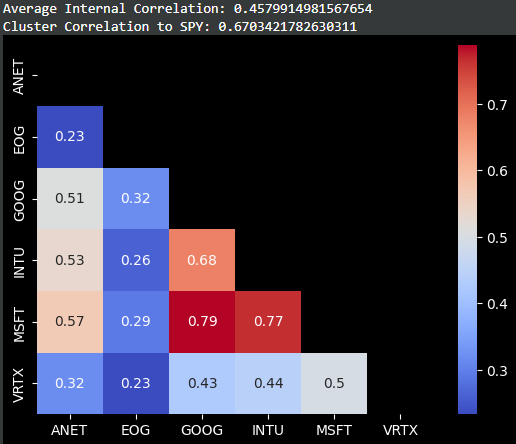 Average Internal Correlation: 0.4579914981567654
Cluster Correlation to SPY: 0.6703421782630311
ANET
EOG 0.23
GOOG 0.51 0.32
INTU 0.53 0.26 0.68
MSFT 0.57 0.29 0.79 0.77
VRTX 0.32 0.23 0.43 0.44 0.5
ANET EOG GOOG INTU MSFT VRTX
0.7
0.6
0.5
0.4
0.3